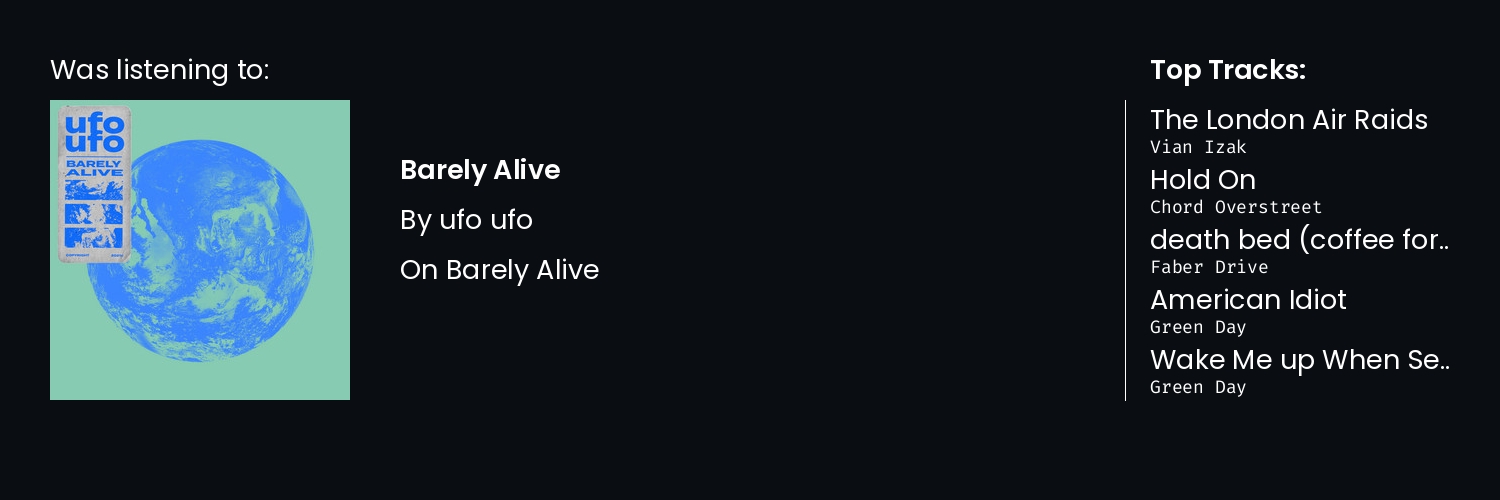 Was listening to:
ufo
ufo
BARELY
ALIVE
Barely Alive
By ufo ufo
On Barely Alive
Top Tracks:
The London Air Raids
Vian Izak
Hold On
Chord Overstreet
death bed (coffee for..
Faber Drive
American Idiot
Green Day
Wake Me up When Se..
Green Day